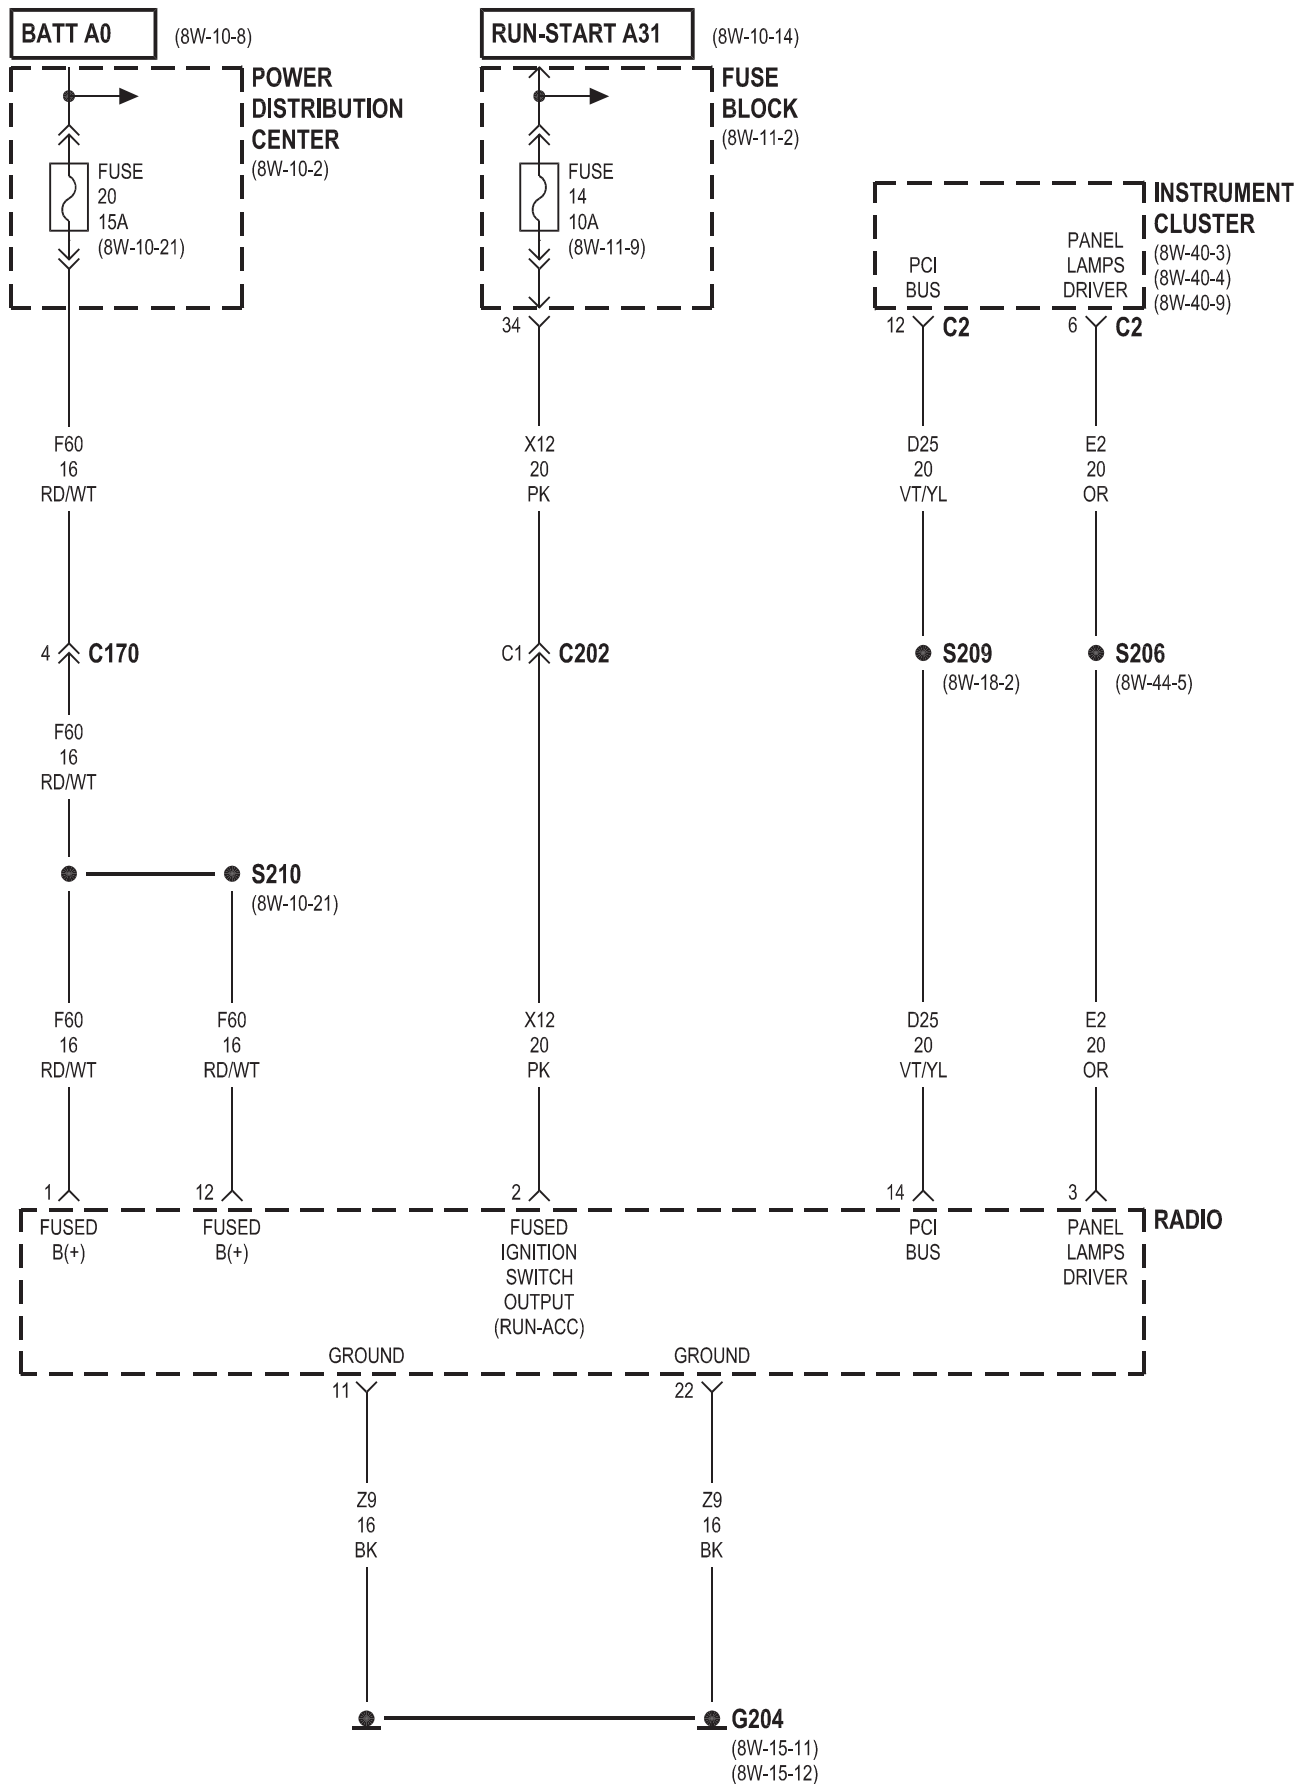 BATT A0
(8W-10-8)
RUN-START A31
(8W-10-14)
POWER
DISTRIBUTION
CENTER
(8W-10-2)
FUSE
20
15A
(8W-10-21)
FUSE
BLOCK
(8W-11-2)
FUSE
14
10A
(8W-11-9)
34
INSTRUMENT
CLUSTER
(8W-40-3)
(8W-40-4)
(8W-40-9)
PCI
BUS
PANEL
LAMPS
DRIVER
12
C2
6
C2
F60
16
RD/WT
X12
20
PK
D25
20
VT/YL
E2
20
OR
4
C170
C1
C202
S209
(8W-18-2)
S206
(8W-44-5)
F60
16
RD/WT
S210
(8W-10-21)
F60
16
RD/WT
F60
16
RD/WT
X12
20
PK
D25
20
VT/YL
E2
20
OR
1
12
2
14
3
RADIO
FUSED
B(+)
FUSED
B(+)
FUSED
IGNITION
SWITCH
OUTPUT
(RUN-ACC)
PCI
BUS
PANEL
LAMPS
DRIVER
GROUND
GROUND
11
22
Z9
16
BK
Z9
16
BK
G204
(8W-15-11)
(8W-15-12)